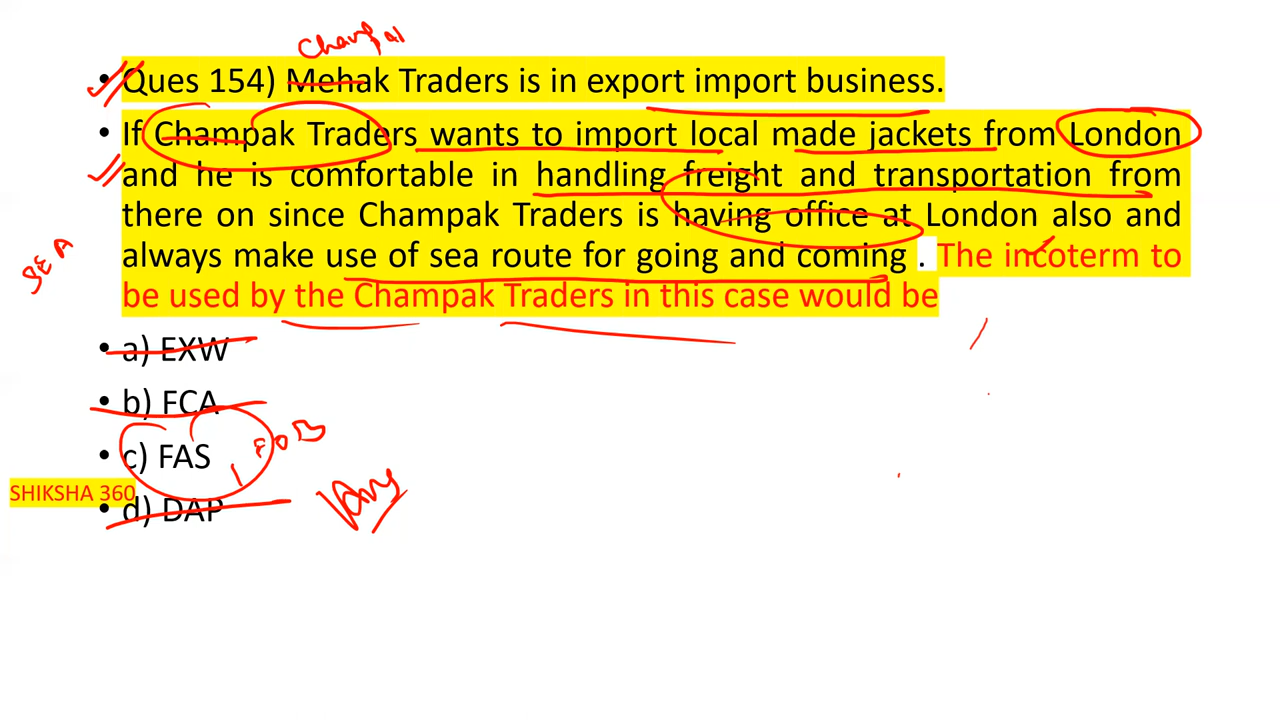 Champal
• Ques 154) Mehak Traders is in export import business.
• If Champak Traders wants to import local made jackets from London
and he is comfortable in handling freight and transportation from
there on since Champak Traders is having office at London also and
always make use of sea route for going and coming . The incoterm to
be used by the Champak Traders in this case would be
SEA
• a) EXW
• b) FCA
• c) FAS
FOB
SHIKSHA 360
• d) DAP